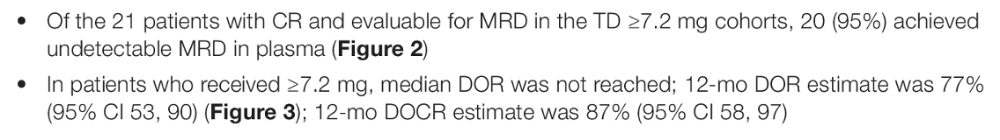 • Of the 21 patients with CR and evaluable for MRD in the TD ≥7.2 mg cohorts, 20 (95%) achieved
undetectable MRD in plasma (Figure 2)
• In patients who received ≥7.2 mg, median DOR was not reached; 12-mo DOR estimate was 77%
(95% CI 53, 90) (Figure 3); 12-mo DOCR estimate was 87% (95% CI 58, 97)